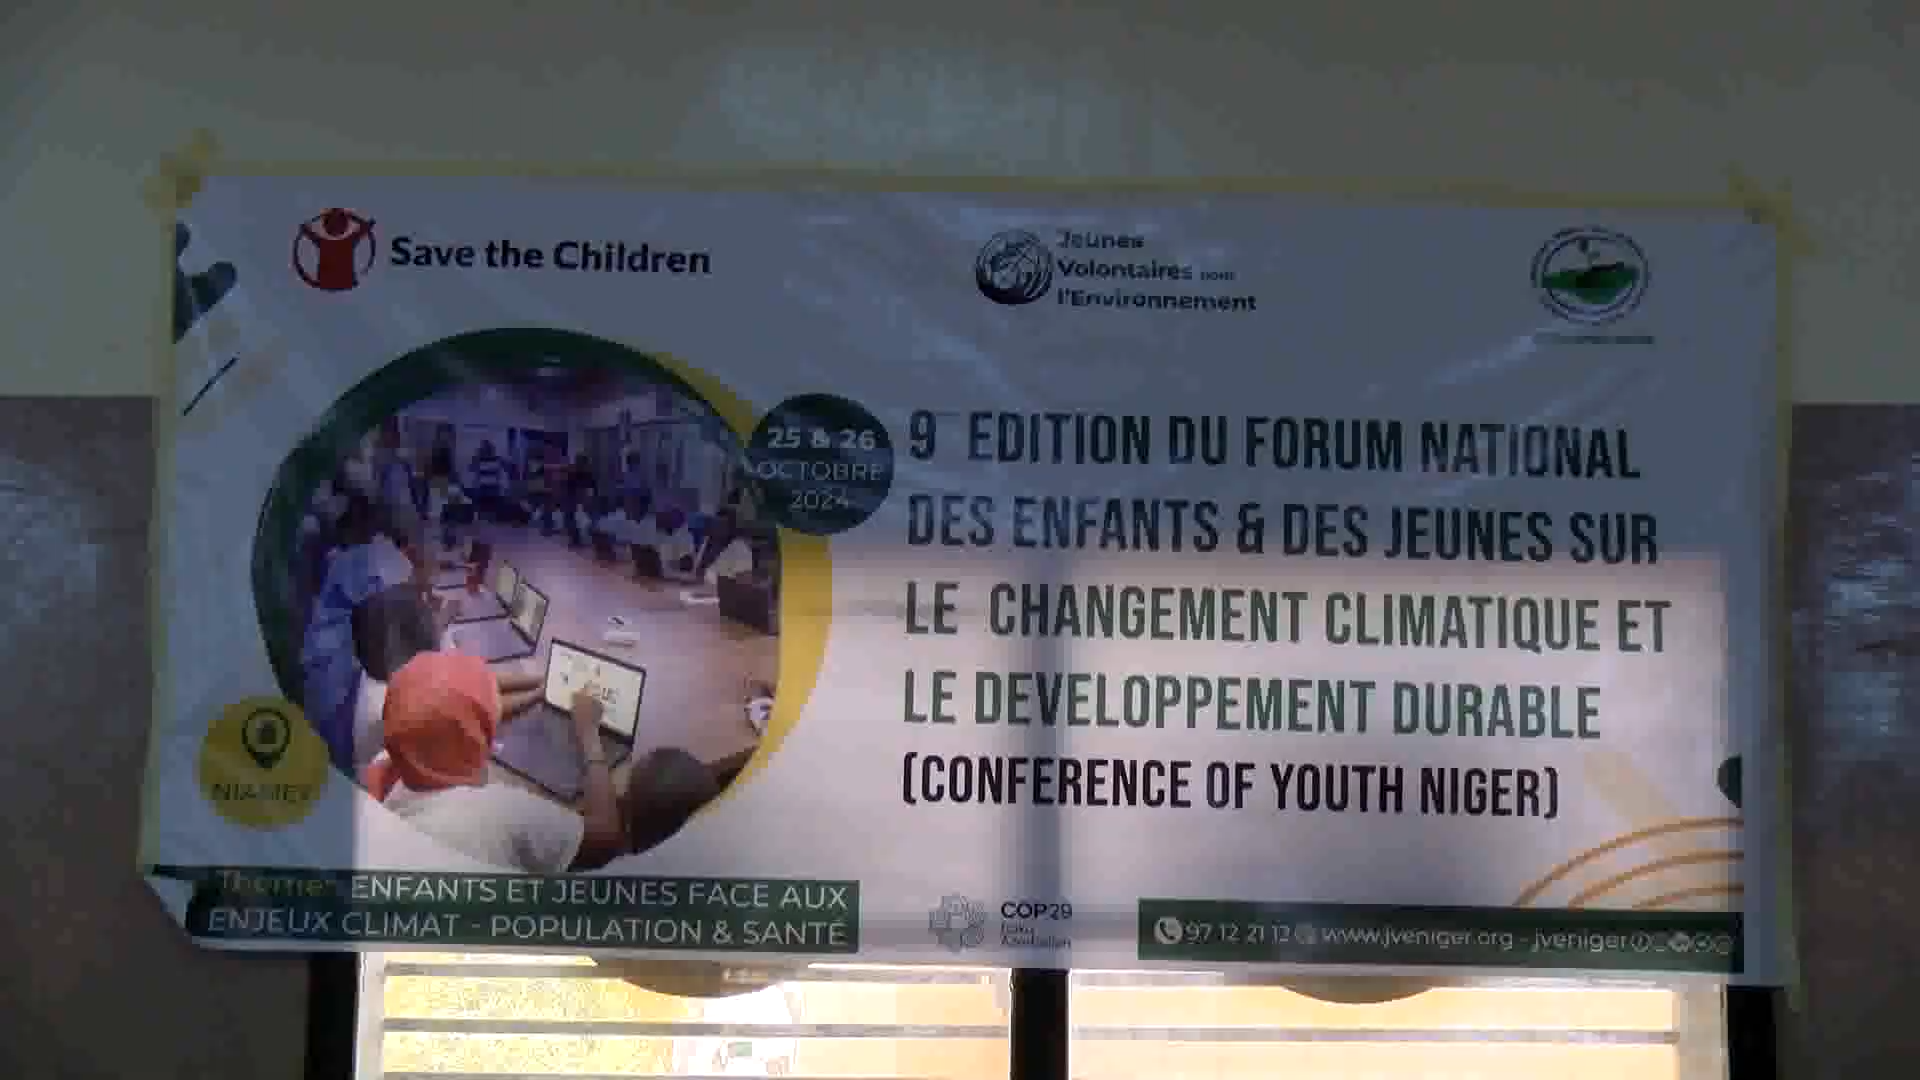 Save the Children
Jeunes
Volontaires pour
l'Environnement
25 & 26
OCTOBRE
2024
9 EDITION DU FORUM NATIONAL
DES ENFANTS & DES JEUNES SUR
LE CHANGEMENT CLIMATIQUE ET
LE DEVELOPPEMENT DURABLE
(CONFERENCE OF YOUTH NIGER)
NIAMEY
Thème: ENFANTS ET JEUNES FACE AUX
ENJEUX CLIMAT - POPULATION & SANTÉ
COP29
Baku
Azerbaijan
97 12 21 12 www.jveniger.org - jveniger